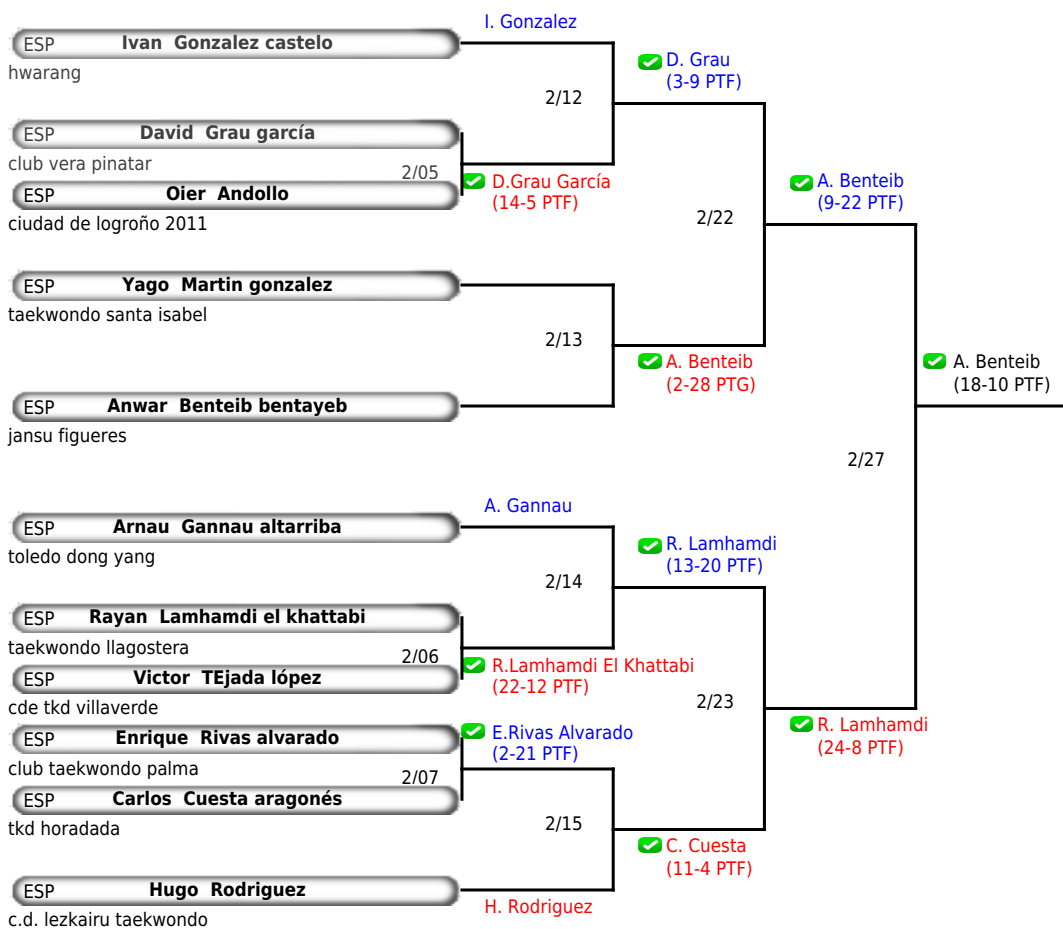 I. Gonzalez
ESP Ivan Gonzalez castelo
hwarang
D. Grau
(3-9 PTF)
2/12
ESP David Grau garcía
club vera pinatar
2/05
ESP Oier Andollo
ciudad de logroño 2011
D.Grau García
(14-5 PTF)
A. Benteib
(9-22 PTF)
2/22
ESP Yago Martin gonzalez
taekwondo santa isabel
2/13
A. Benteib
(2-28 PTG)
A. Benteib
(18-10 PTF)
ESP Anwar Benteib bentayeb
jansu figueres
2/27
A. Gannau
ESP Arnau Gannau altarriba
toledo dong yang
R. Lamhamdi
(13-20 PTF)
2/14
ESP Rayan Lamhamdi el khattabi
taekwondo llagostera
2/06
ESP Victor TEjada lópez
cde tkd villaverde
R.Lamhamdi El Khattabi
(22-12 PTF)
2/23
R. Lamhamdi
(24-8 PTF)
ESP Enrique Rivas alvarado
club taekwondo palma
E.Rivas Alvarado
(2-21 PTF)
2/07
ESP Carlos Cuesta aragonés
tkd horadada
2/15
C. Cuesta
(11-4 PTF)
ESP Hugo Rodriguez
c.d. lezkairu taekwondo
H. Rodriguez